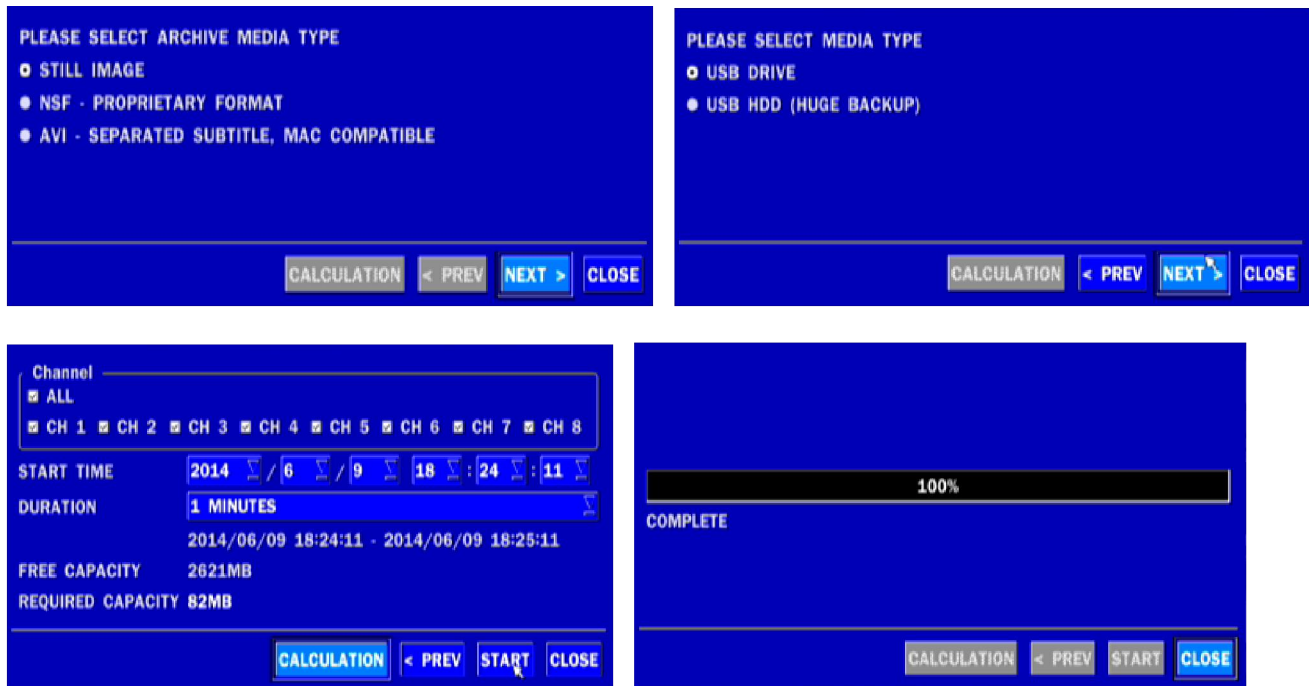 PLEASE SELECT ARCHIVE MEDIA TYPE
STILL IMAGE
NSF - PROPRIETARY FORMAT
AVI - SEPARATED SUBTITLE, MAC COMPATIBLE
CALCULATION < PREV NEXT > CLOSE
PLEASE SELECT MEDIA TYPE
USB DRIVE
USB HDD (HUGE BACKUP)
CALCULATION < PREV NEXT > CLOSE
Channel
ALL
CH 1 CH 2 CH 3 CH 4 CH 5 CH 6 CH 7 CH 8
START TIME 2014 / 6 / 9 18 : 24 : 11
DURATION 1 MINUTES
2014/06/09 18:24:11 - 2014/06/09 18:25:11
FREE CAPACITY 2621MB
REQUIRED CAPACITY 82MB
CALCULATION < PREV START CLOSE
100%
COMPLETE
CALCULATION < PREV START CLOSE